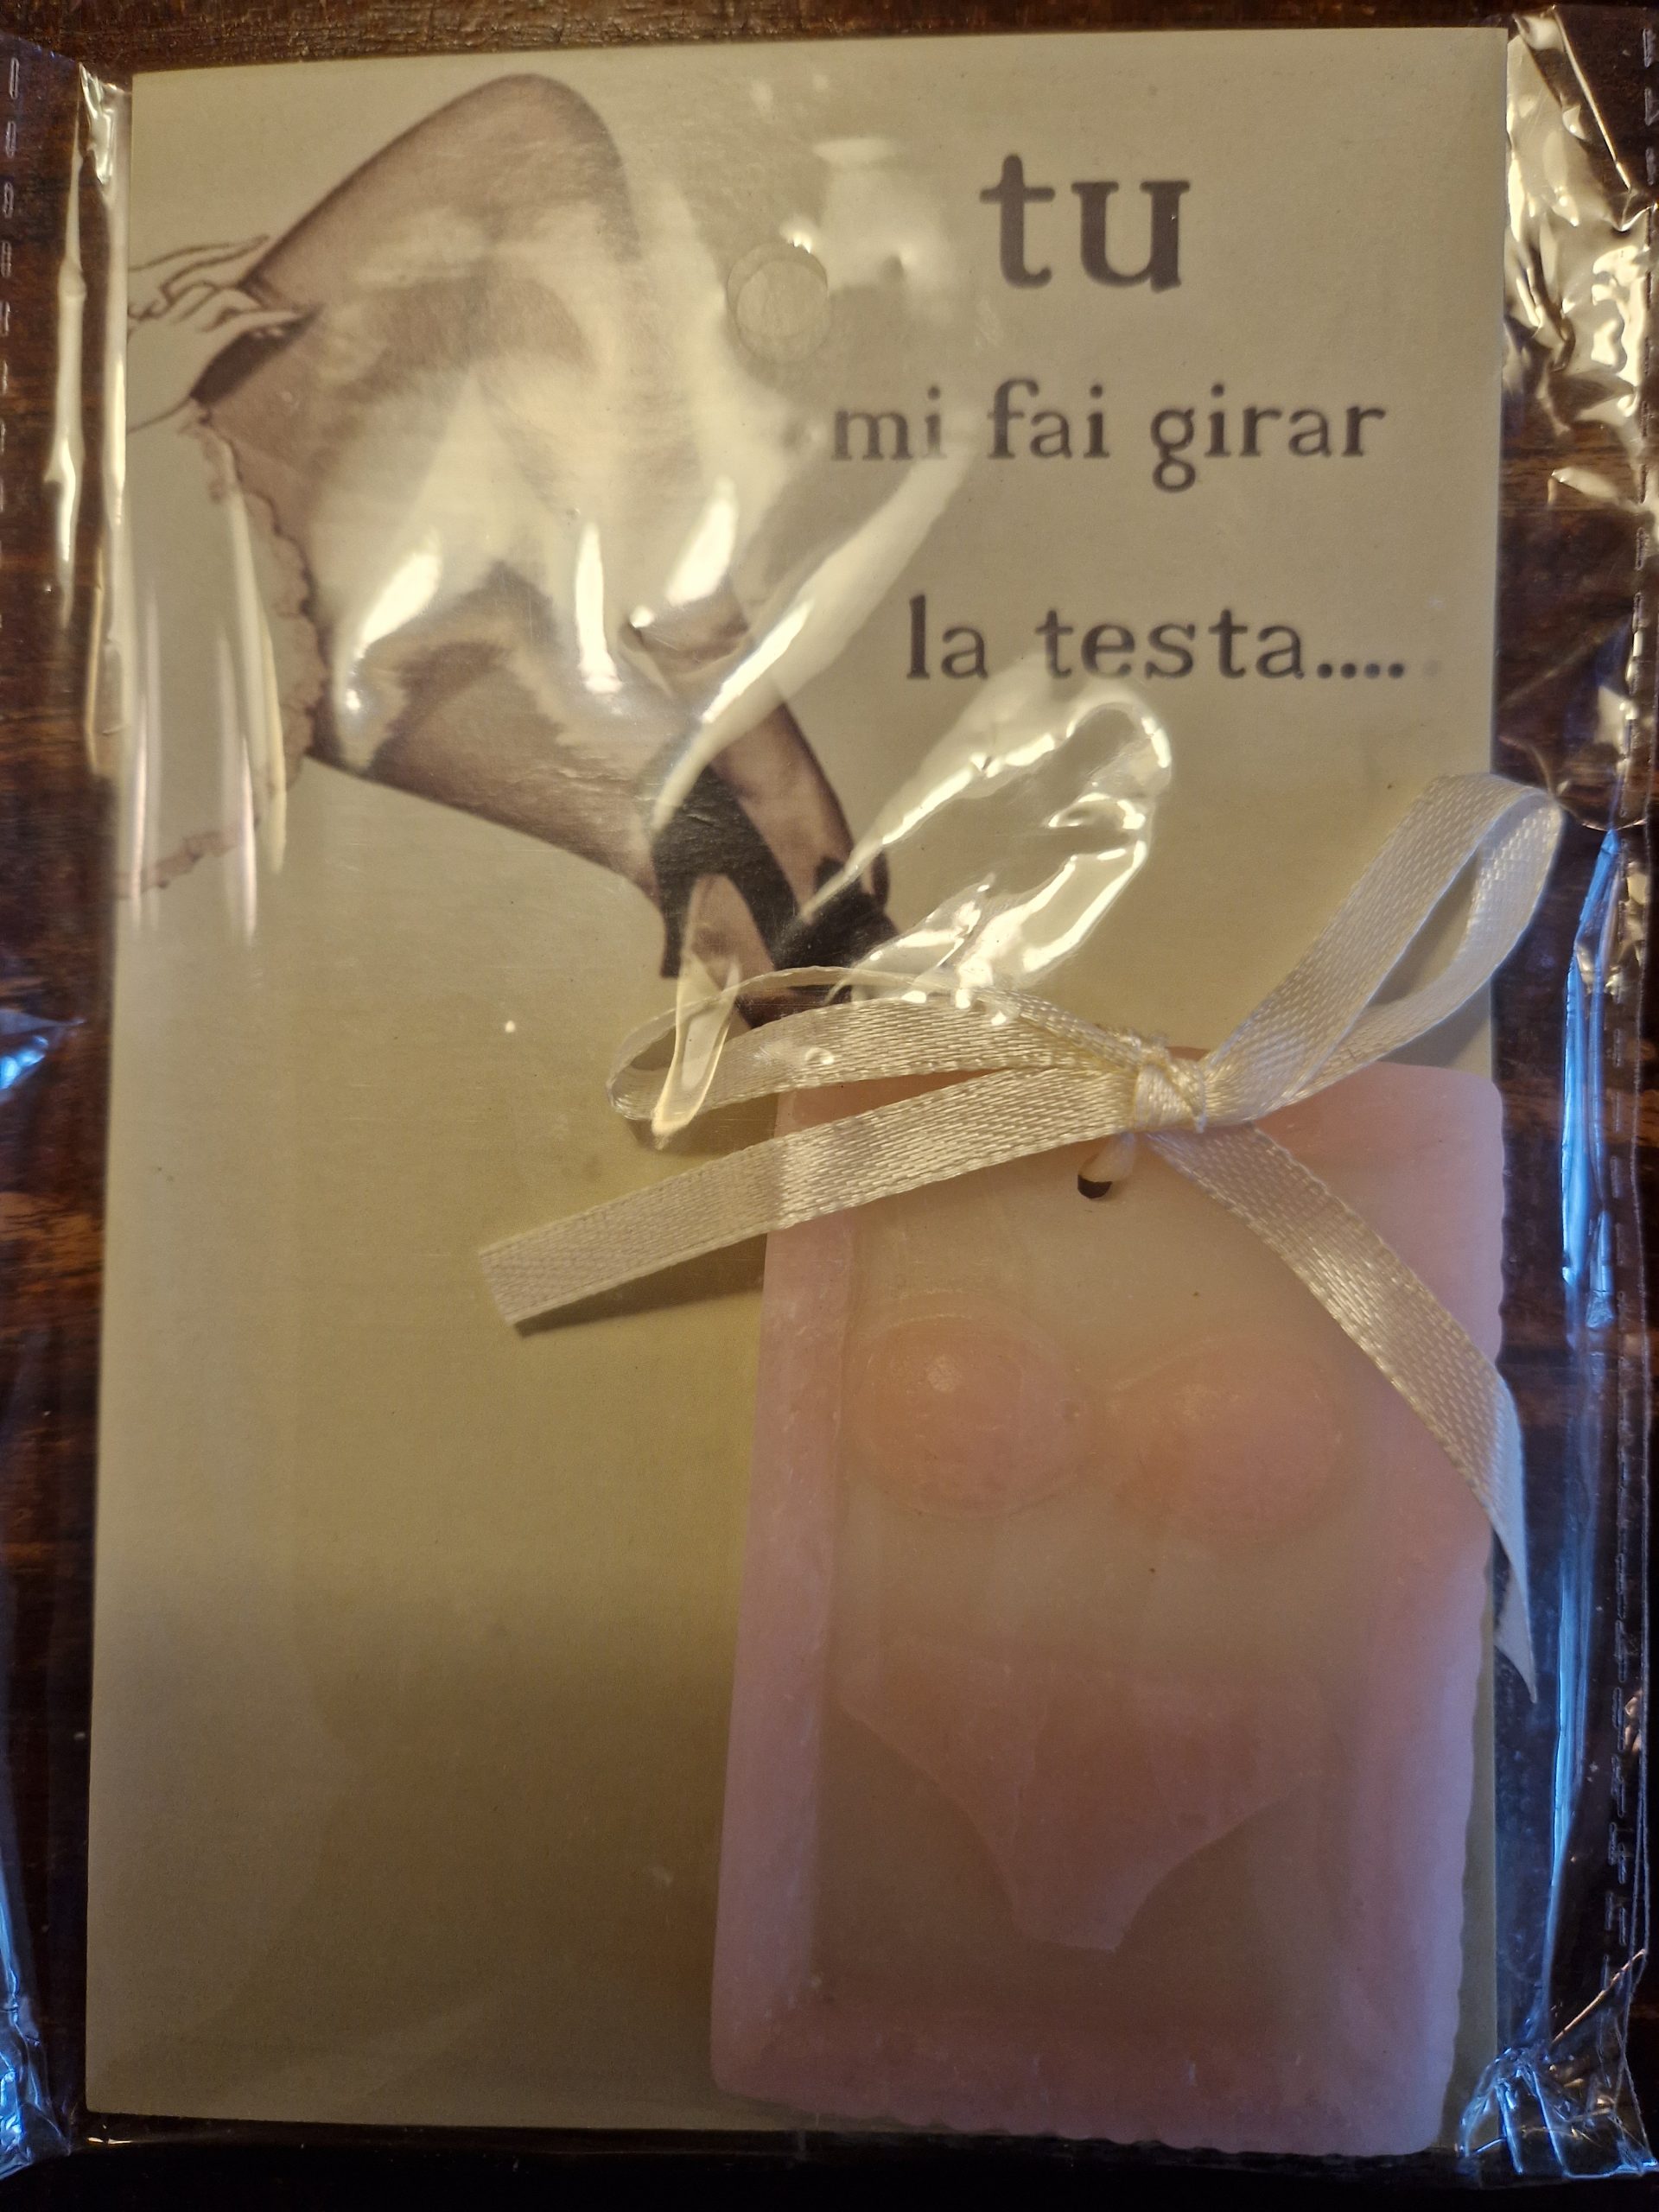 tu
mi fai girar
la testa.....